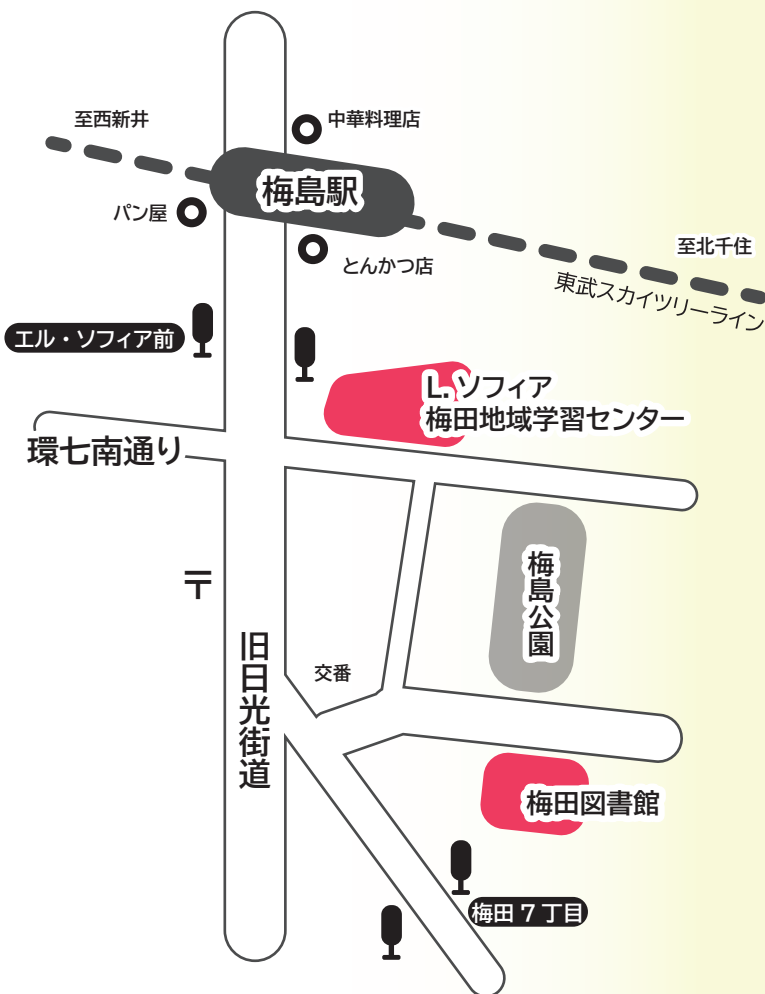 至西新井
中華料理店
梅島駅
パン屋
とんかつ店
至北千住
東武スカイツリーライン
エル・ソフィア前
L. ソフィア
梅田地域学習センター
環七南通り
梅島公園
〒
旧日光街道
交番
梅田図書館
梅田7丁目